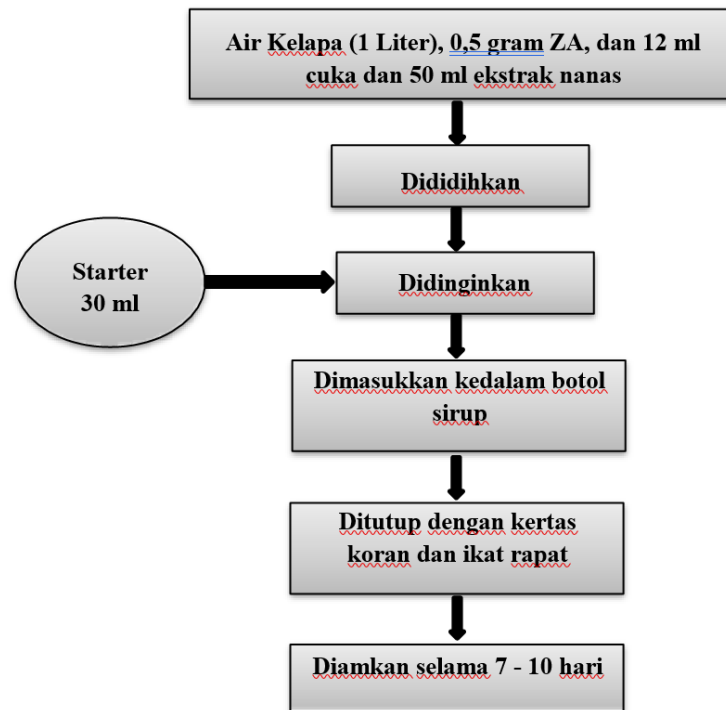 Air Kelapa (1 Liter), 0,5 gram ZA, dan 12 ml
cuka dan 50 ml ekstrak nanas
Dididihkan
Starter
30 ml
Didinginkan
Dimasukkan kedalam botol
sirup
Ditutup dengan kertas
koran dan ikat rapat
Diamkan selama 7 - 10 hari